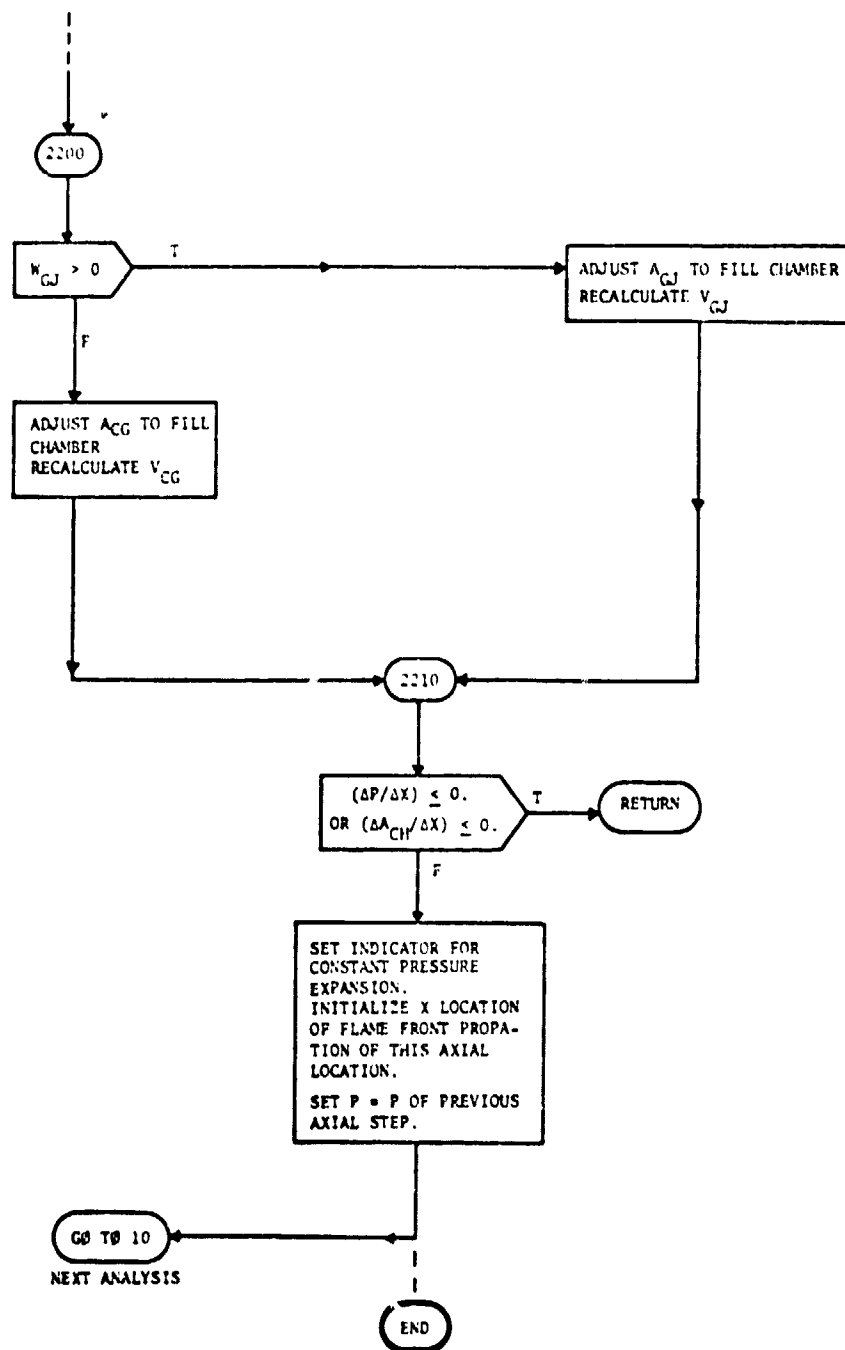 2200
W_GJ > 0
T
ADJUST A_GJ TO FILL CHAMBER
RECALCULATE V_GJ
F
ADJUST A_CG TO FILL
CHAMBER
RECALCULATE V_CG
2210
(ΔP/ΔX) ≤ 0.
OR (ΔA_CH/ΔX) ≤ 0.
T
RETURN
F
SET INDICATOR FOR
CONSTANT PRESSURE
EXPANSION.
INITIALIZE X LOCATION
OF FLAME FRONT PROPA-
TION OF THIS AXIAL
LOCATION.
SET P = P OF PREVIOUS
AXIAL STEP.
GØ TØ 10
NEXT ANALYSIS
END